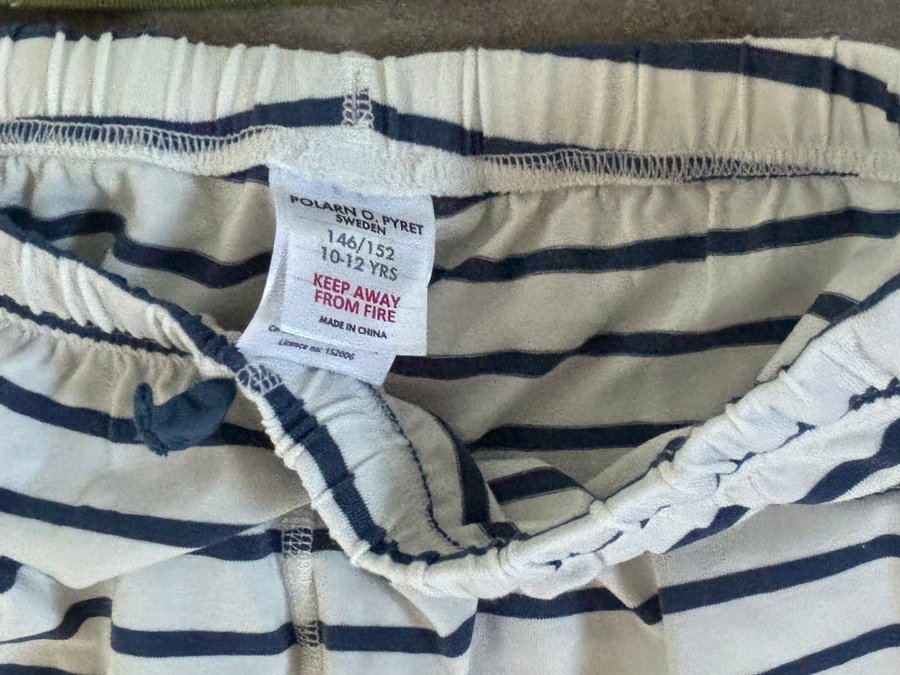 POLARN O. PYRET
SWEDEN
146/152
10-12 YRS
KEEP AWAY
FROM FIRE
MADE IN CHINA
Licence no: 152006